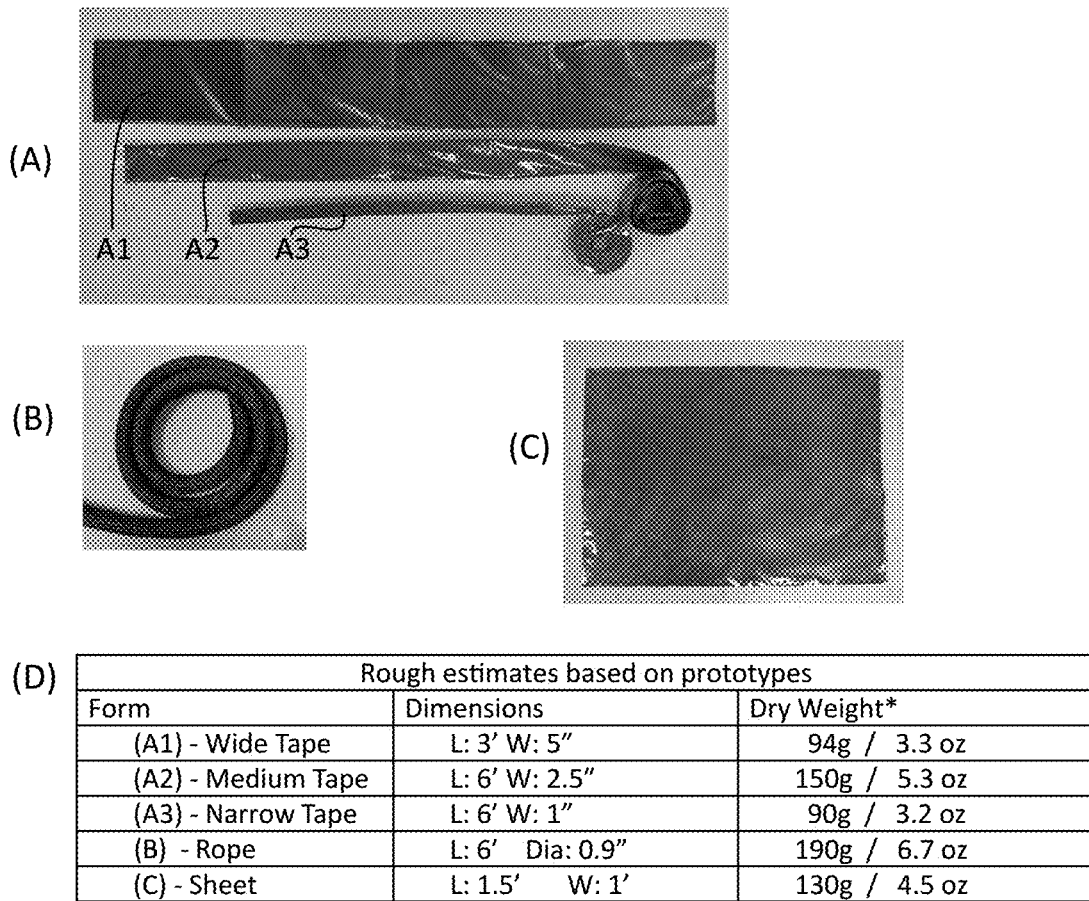 (A)
A1 A2 A3
(B)
(C)
(D)
Rough estimates based on prototypes
Form Dimensions Dry Weight*
(A1) - Wide Tape L: 3′ W: 5″ 94g / 3.3 oz
(A2) - Medium Tape L: 6′ W: 2.5″ 150g / 5.3 oz
(A3) - Narrow Tape L: 6′ W: 1″ 90g / 3.2 oz
(B) - Rope L: 6′ Dia: 0.9″ 190g / 6.7 oz
(C) - Sheet L: 1.5′ W: 1′ 130g / 4.5 oz